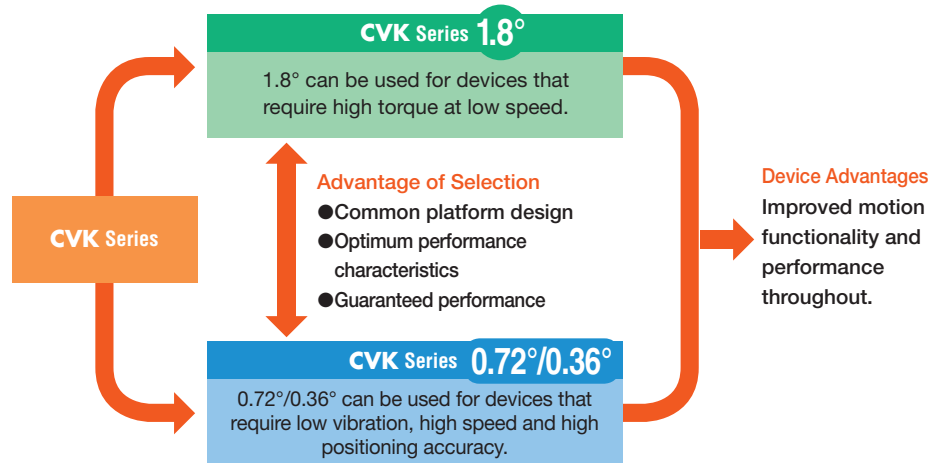 CVK Series 1.8°
1.8° can be used for devices that
require high torque at low speed.
Advantage of Selection
●Common platform design
●Optimum performance
characteristics
●Guaranteed performance
CVK Series
Device Advantages
Improved motion
functionality and
performance
throughout.
CVK Series 0.72°/0.36°
0.72°/0.36° can be used for devices that
require low vibration, high speed and high
positioning accuracy.